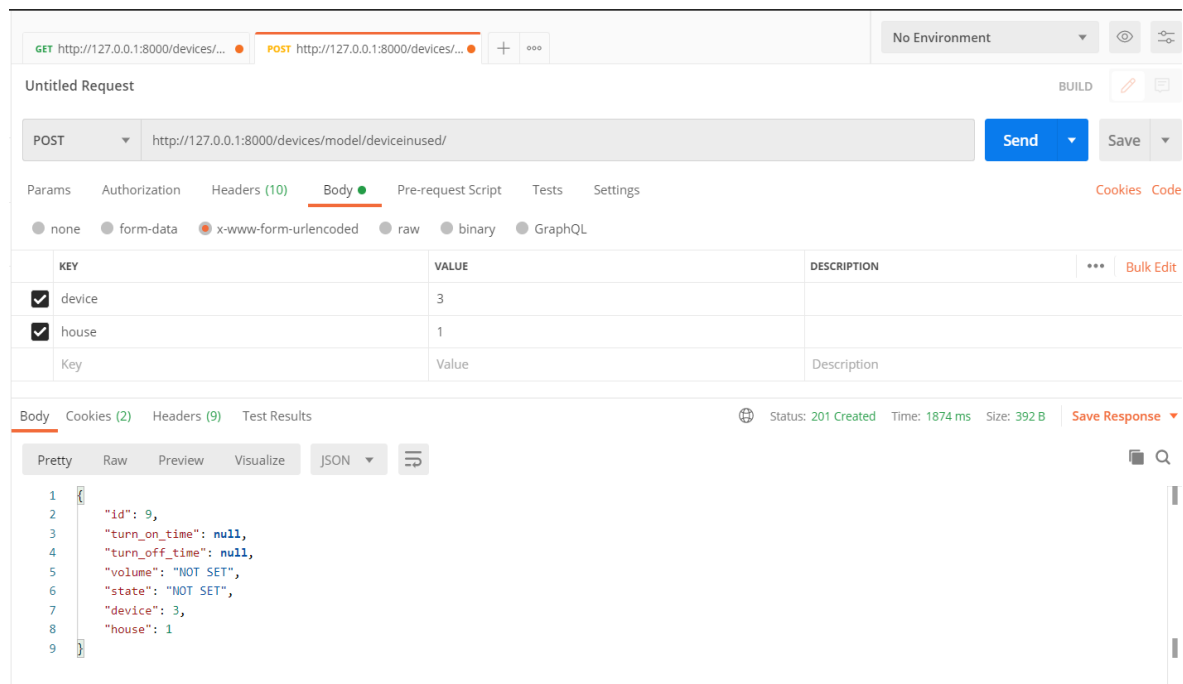 GET http://127.0.0.1:8000/devices/... POST http://127.0.0.1:8000/devices/... No Environment
Untitled Request BUILD
POST http://127.0.0.1:8000/devices/model/deviceinused/ Send Save
Params Authorization Headers (10) Body Pre-request Script Tests Settings Cookies Code
none form-data x-www-form-urlencoded raw binary GraphQL
KEY VALUE DESCRIPTION ••• Bulk Edit
device 3
house 1
Key Value Description
Body Cookies (2) Headers (9) Test Results Status: 201 Created Time: 1874 ms Size: 392 B Save Response
Pretty Raw Preview Visualize JSON
1 {
2 "id": 9,
3 "turn_on_time": null,
4 "turn_off_time": null,
5 "volume": "NOT SET",
6 "state": "NOT SET",
7 "device": 3,
8 "house": 1
9 }